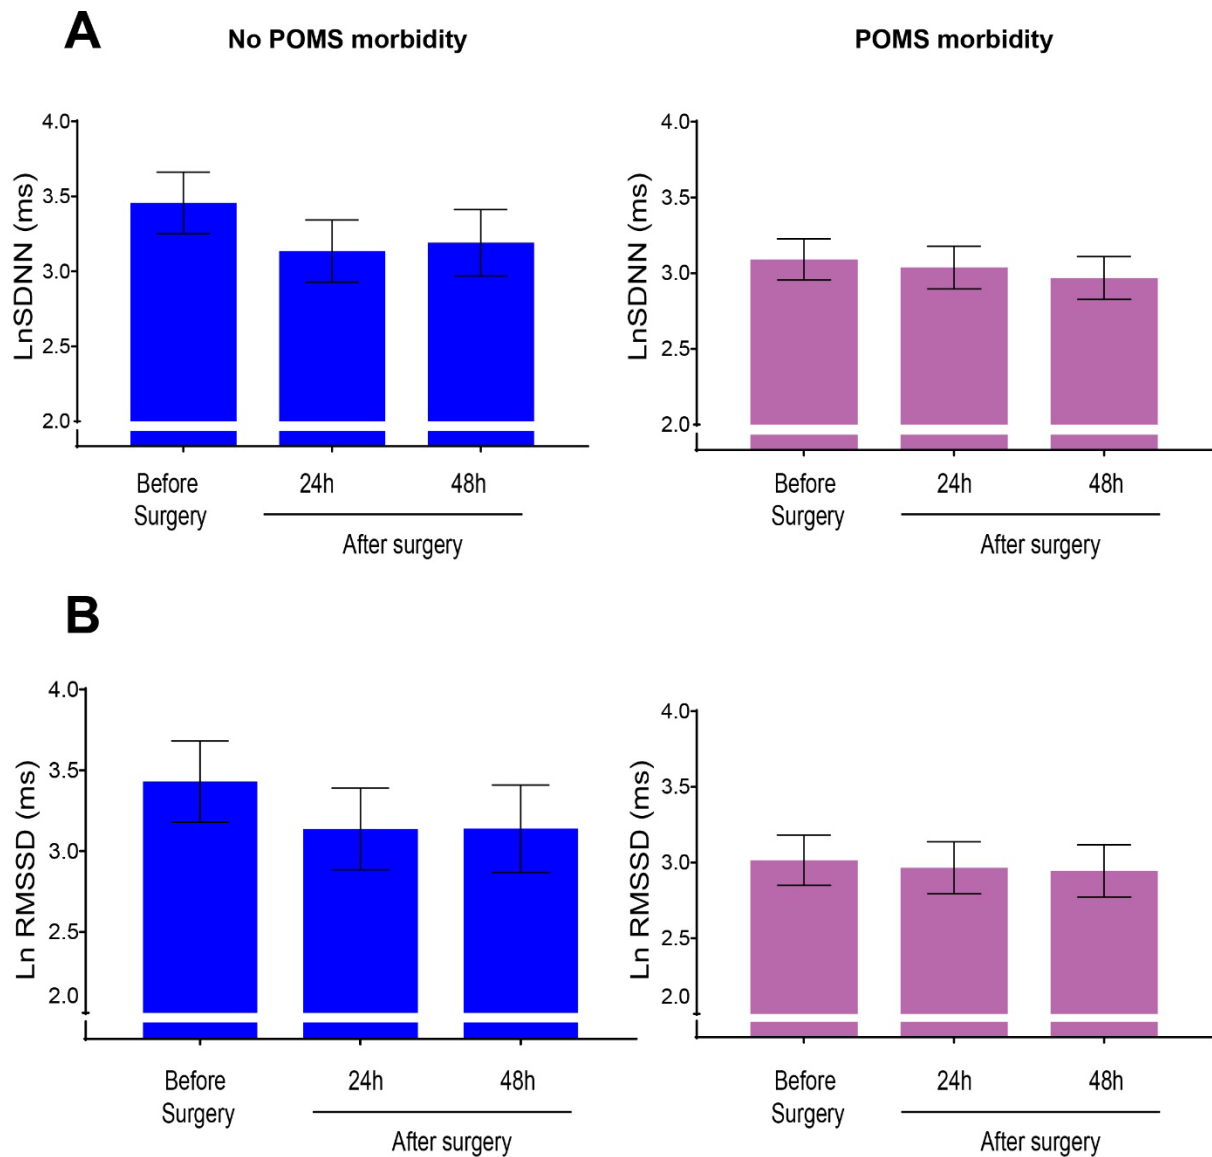 A
No POMS morbidity
POMS morbidity
LnSDNN (ms)
4.0
3.5
3.0
2.5
2.0
Before
Surgery
24h
48h
After surgery
LnSDNN (ms)
4.0
3.5
3.0
2.5
2.0
Before
Surgery
24h
48h
After surgery
B
Ln RMSSD (ms)
4.0
3.5
3.0
2.5
2.0
Before
Surgery
24h
48h
After surgery
Ln RMSSD (ms)
4.0
3.5
3.0
2.5
2.0
Before
Surgery
24h
48h
After surgery